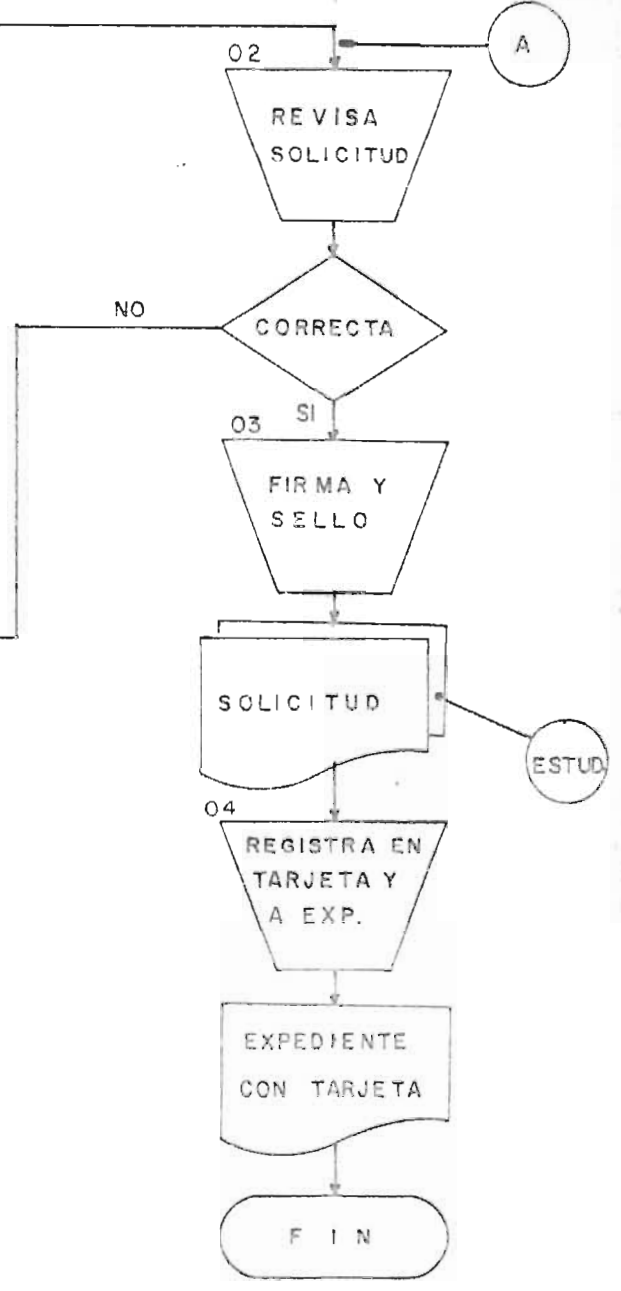 A
02
REVISA
SOLICITUD
NO
CORRECTA
SI
03
FIRMA Y
SELLO
SOLICITUD
ESTUD
04
REGISTRA EN
TARJETA Y
A EXP.
EXPEDIENTE
CON TARJETA
FIN